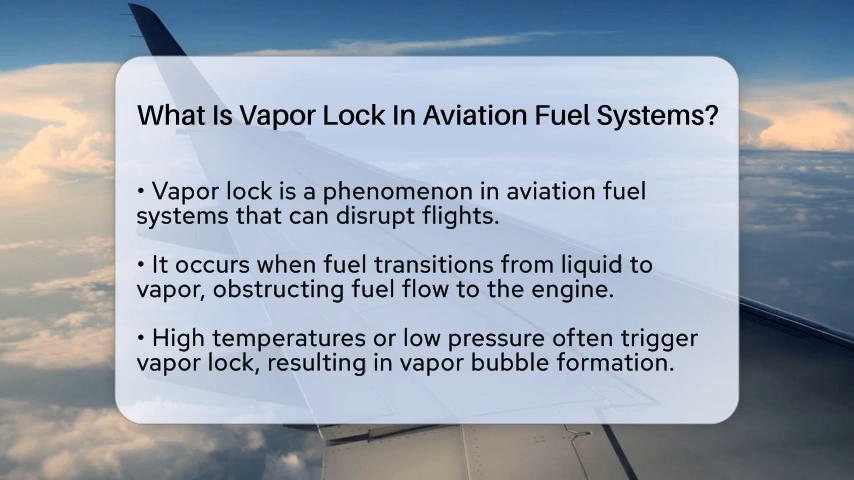 What Is Vapor Lock In Aviation Fuel Systems?
• Vapor lock is a phenomenon in aviation fuel
systems that can disrupt flights.
• It occurs when fuel transitions from liquid to
vapor, obstructing fuel flow to the engine.
• High temperatures or low pressure often trigger
vapor lock, resulting in vapor bubble formation.